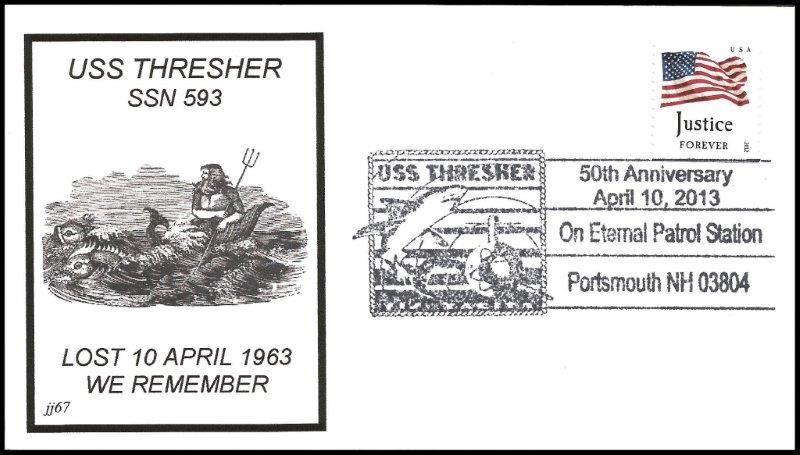 USS THRESHER
SSN 593
LOST 10 APRIL 1963
WE REMEMBER
jj67
USA
Justice
FOREVER
2012
USS THRESHER
50th Anniversary
April 10, 2013
On Eternal Patrol Station
Portsmouth NH 03804